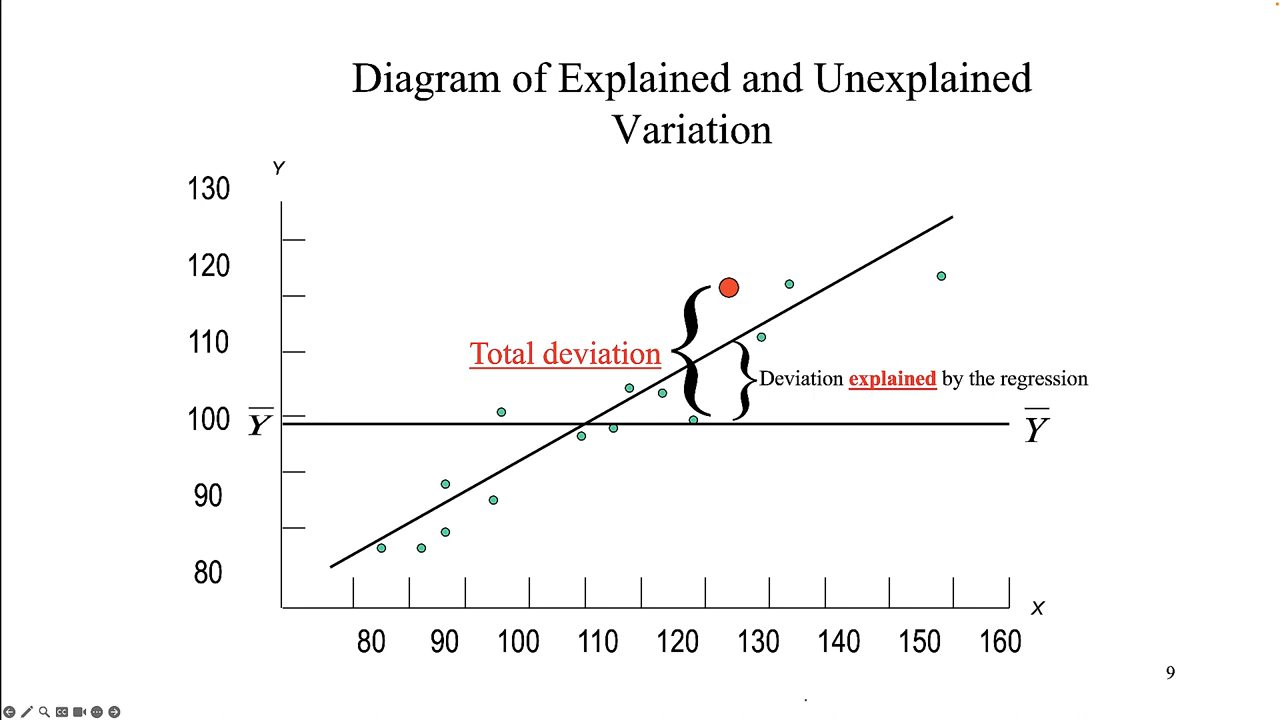 Diagram of Explained and Unexplained
Variation
Y
130
120
110
100
90
80
Y̅
Total deviation
Deviation explained by the regression
Y̅
X
80 90 100 110 120 130 140 150 160
9